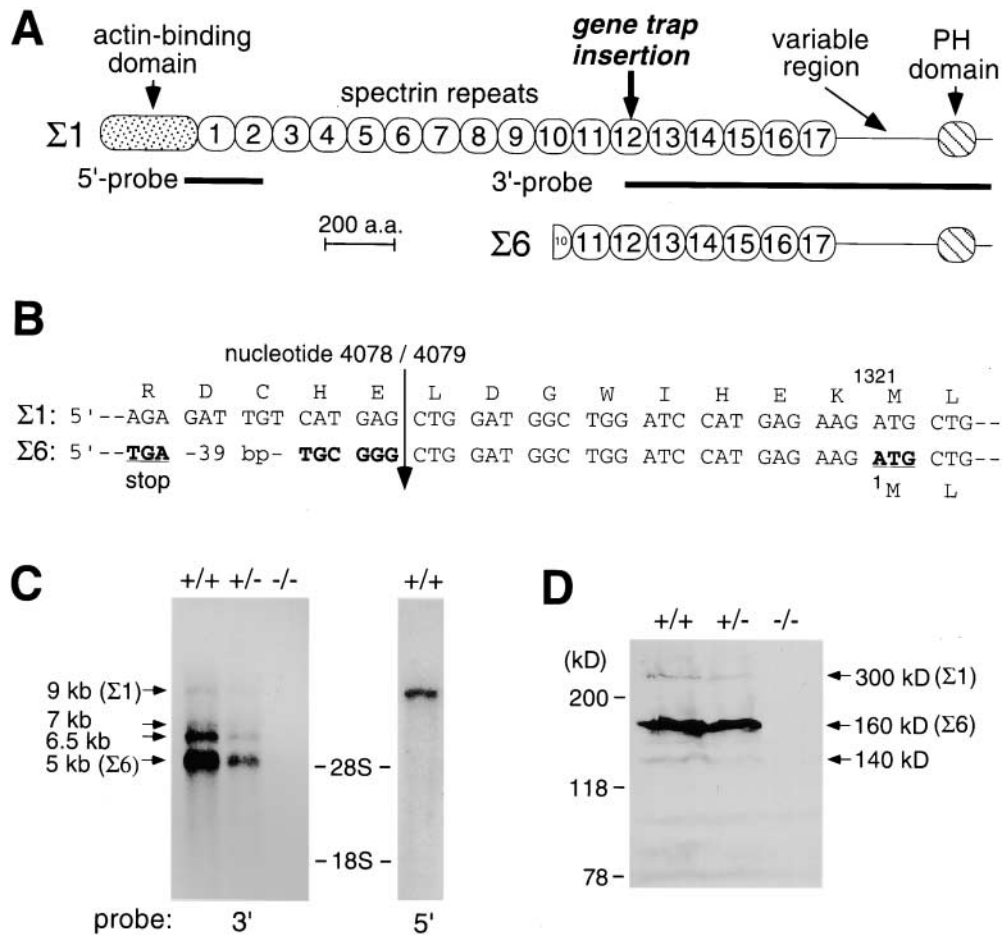 A
actin-binding
domain
gene trap
insertion
variable
region
PH
domain
spectrin repeats
Σ1
1 2 3 4 5 6 7 8 9 10 11 12 13 14 15 16 17
5'-probe
3'-probe
200 a.a.
Σ6
10 11 12 13 14 15 16 17
B
nucleotide 4078 / 4079
1321
R D C H E L D G W I H E K M L
Σ1: 5'--AGA GAT TGT CAT GAG CTG GAT GGC TGG ATC CAT GAG AAG ATG CTG--
Σ6: 5'--TGA -39 bp- TGC GGG CTG GAT GGC TGG ATC CAT GAG AAG ATG CTG--
stop
1 M L
C
+/+ +/- -/-
+/+
9 kb (Σ1)
7 kb
6.5 kb
5 kb (Σ6)
-28S-
-18S-
probe: 3' 5'
D
+/+ +/- -/-
(kD)
200
118
78
300 kD (Σ1)
160 kD (Σ6)
140 kD